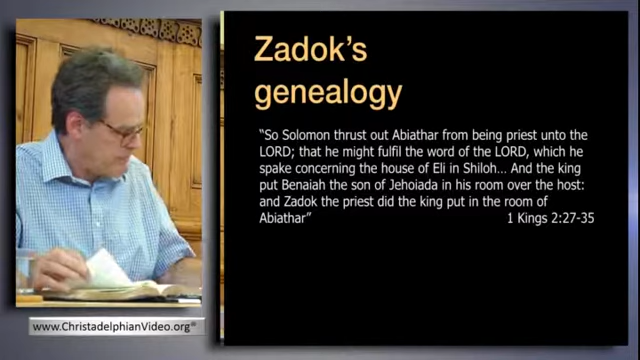 Zadok's
genealogy
"So Solomon thrust out Abiathar from being priest unto the
LORD; that he might fulfil the word of the LORD, which he
spake concerning the house of Eli in Shiloh... And the king
put Benaiah the son of Jehoiada in his room over the host:
and Zadok the priest did the king put in the room of
Abiathar" 1 Kings 2:27-35
www.ChristadelphianVideo.org®